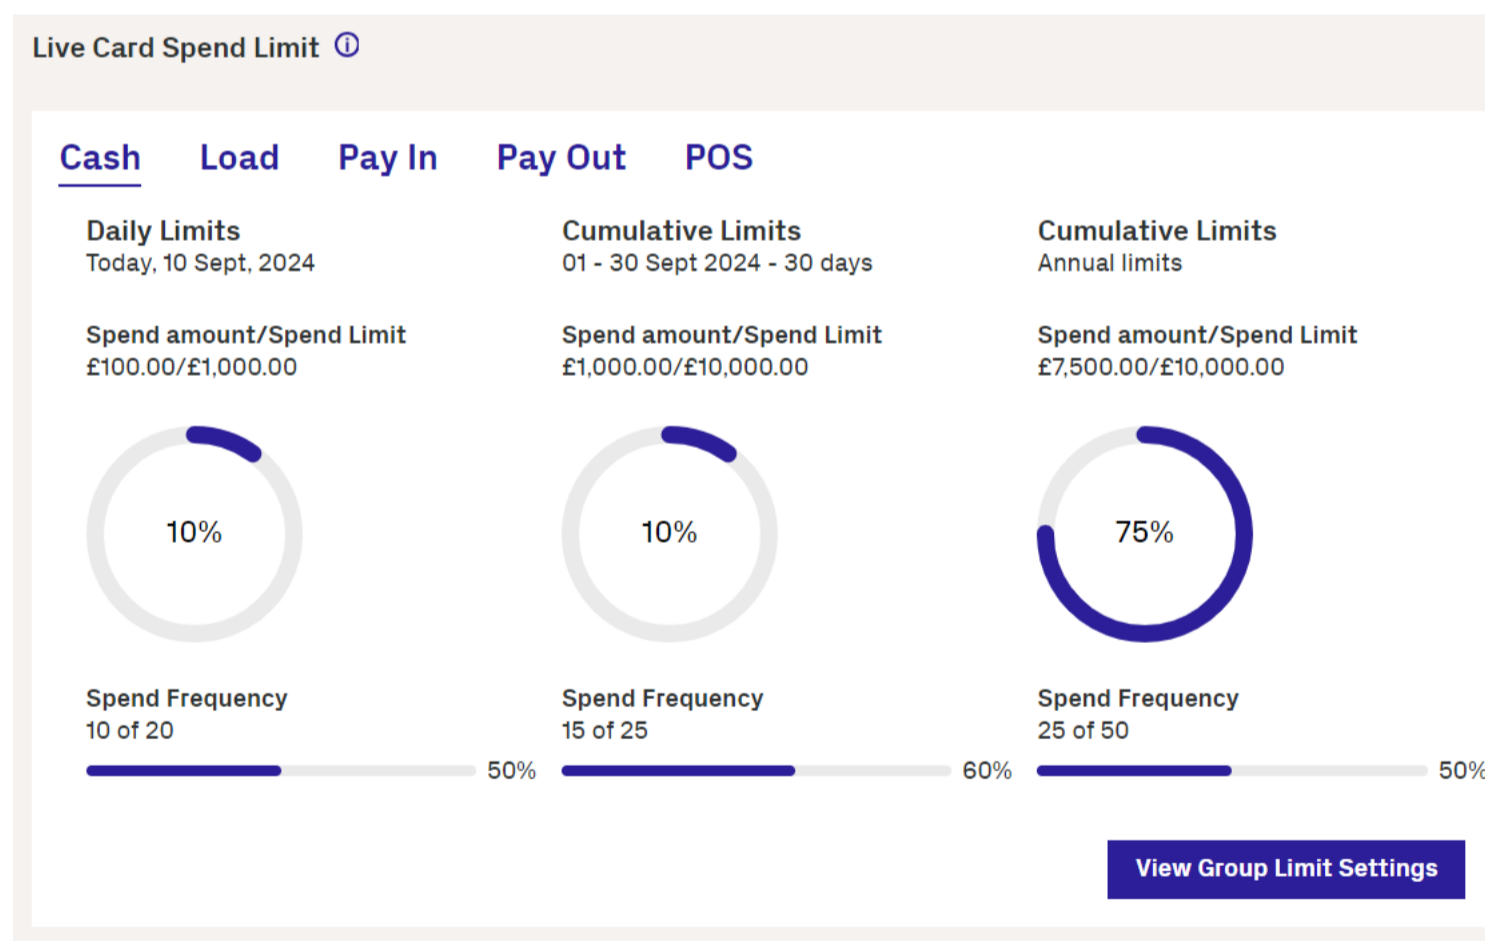 Live Card Spend Limit
Cash Load Pay In Pay Out POS
Daily Limits
Today, 10 Sept, 2024
Spend amount/Spend Limit
£100.00/£1,000.00
10%
Spend Frequency
10 of 20
50%
Cumulative Limits
01 - 30 Sept 2024 - 30 days
Spend amount/Spend Limit
£1,000.00/£10,000.00
10%
Spend Frequency
15 of 25
60%
Cumulative Limits
Annual limits
Spend amount/Spend Limit
£7,500.00/£10,000.00
75%
Spend Frequency
25 of 50
50%
View Group Limit Settings